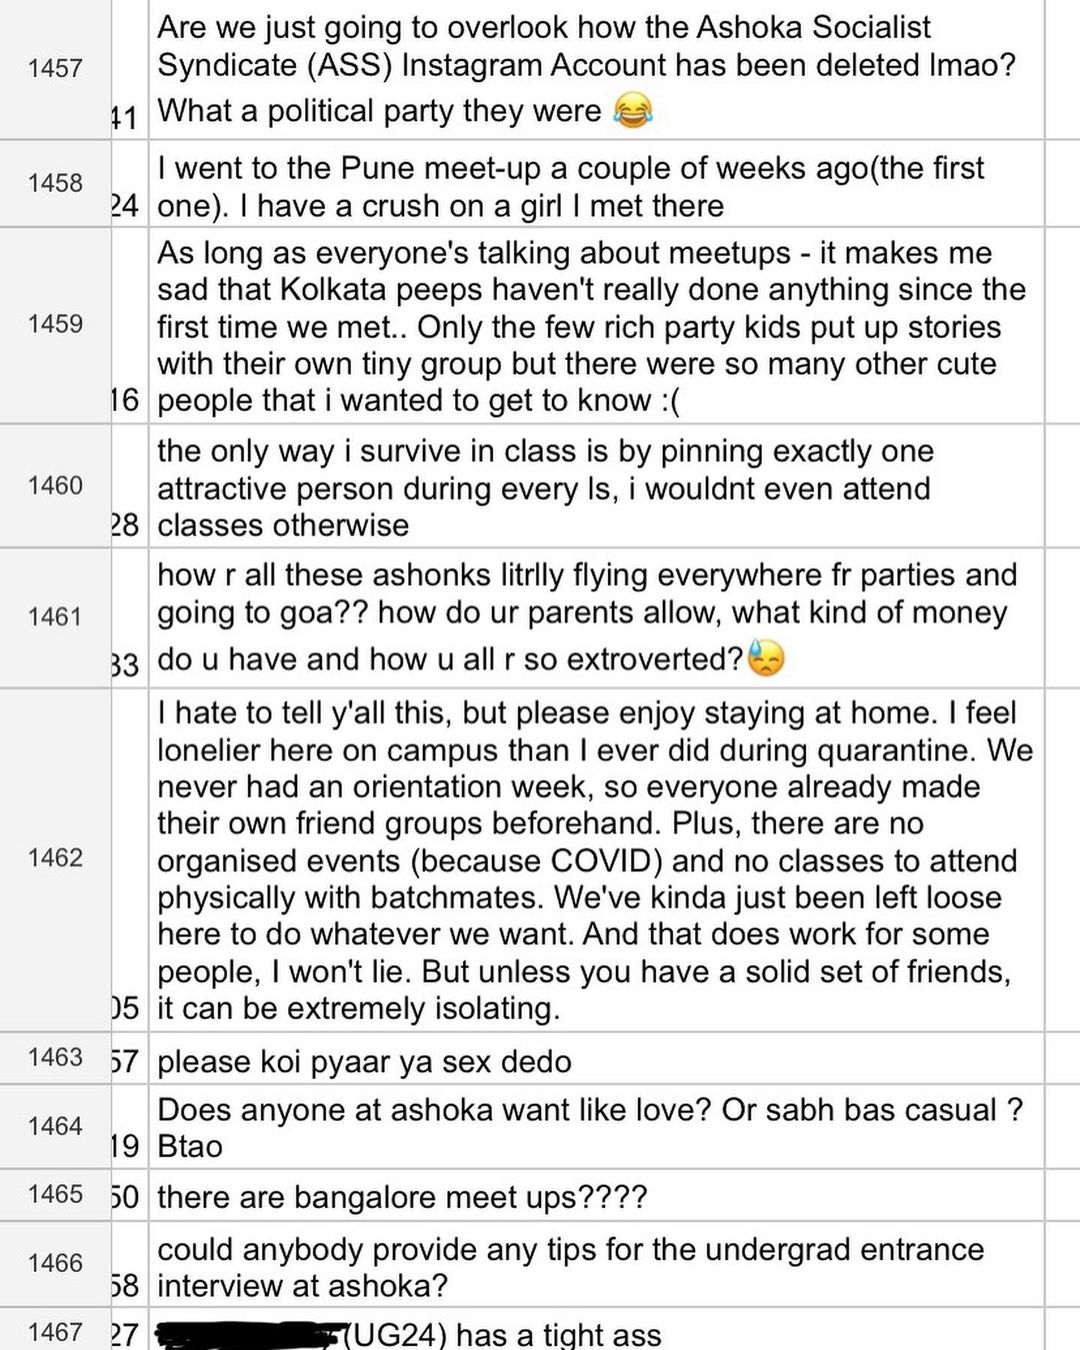 Are we just going to overlook how the Ashoka Socialist
1457
Syndicate (ASS) Instagram Account has been deleted lmao?
41 What a political party they were 😂
I went to the Pune meet-up a couple of weeks ago(the first
1458
24 one). I have a crush on a girl I met there
As long as everyone's talking about meetups - it makes me
sad that Kolkata peeps haven't really done anything since the
1459
first time we met.. Only the few rich party kids put up stories
with their own tiny group but there were so many other cute
16 people that i wanted to get to know :(
the only way i survive in class is by pinning exactly one
1460
attractive person during every ls, i wouldnt even attend
28 classes otherwise
how r all these ashonks litrlly flying everywhere fr parties and
1461
going to goa?? how do ur parents allow, what kind of money
33 do u have and how u all r so extroverted?😓
I hate to tell y'all this, but please enjoy staying at home. I feel
lonelier here on campus than I ever did during quarantine. We
never had an orientation week, so everyone already made
their own friend groups beforehand. Plus, there are no
1462
organised events (because COVID) and no classes to attend
physically with batchmates. We've kinda just been left loose
here to do whatever we want. And that does work for some
people, I won't lie. But unless you have a solid set of friends,
05 it can be extremely isolating.
1463 57 please koi pyaar ya sex dedo
Does anyone at ashoka want like love? Or sabh bas casual ?
1464
19 Btao
1465 50 there are bangalore meet ups????
could anybody provide any tips for the undergrad entrance
1466
58 interview at ashoka?
1467 27 (UG24) has a tight ass